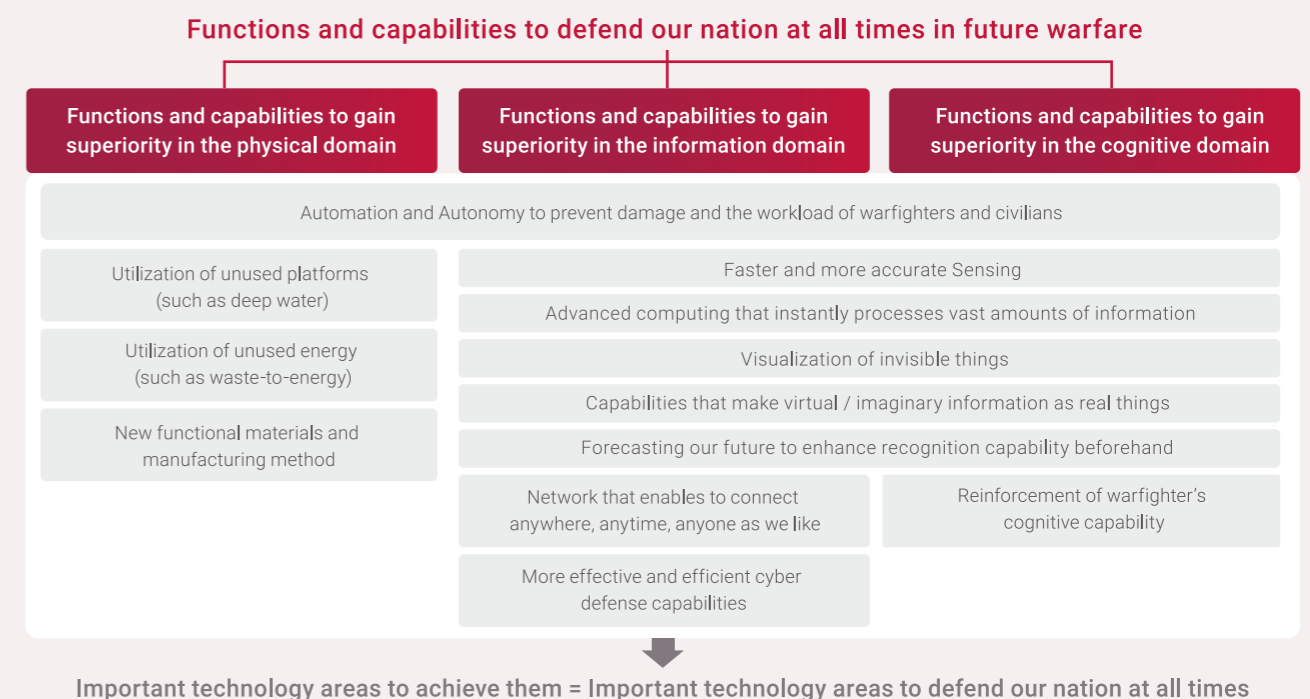 Functions and capabilities to defend our nation at all times in future warfare
Functions and capabilities to gain
superiority in the physical domain
Functions and capabilities to gain
superiority in the information domain
Functions and capabilities to gain
superiority in the cognitive domain
Automation and Autonomy to prevent damage and the workload of warfighters and civilians
Utilization of unused platforms
(such as deep water)
Utilization of unused energy
(such as waste-to-energy)
New functional materials and
manufacturing method
Faster and more accurate Sensing
Advanced computing that instantly processes vast amounts of information
Visualization of invisible things
Capabilities that make virtual / imaginary information as real things
Forecasting our future to enhance recognition capability beforehand
Network that enables to connect
anywhere, anytime, anyone as we like
Reinforcement of warfighter's
cognitive capability
More effective and efficient cyber
defense capabilities
Important technology areas to achieve them = Important technology areas to defend our nation at all times